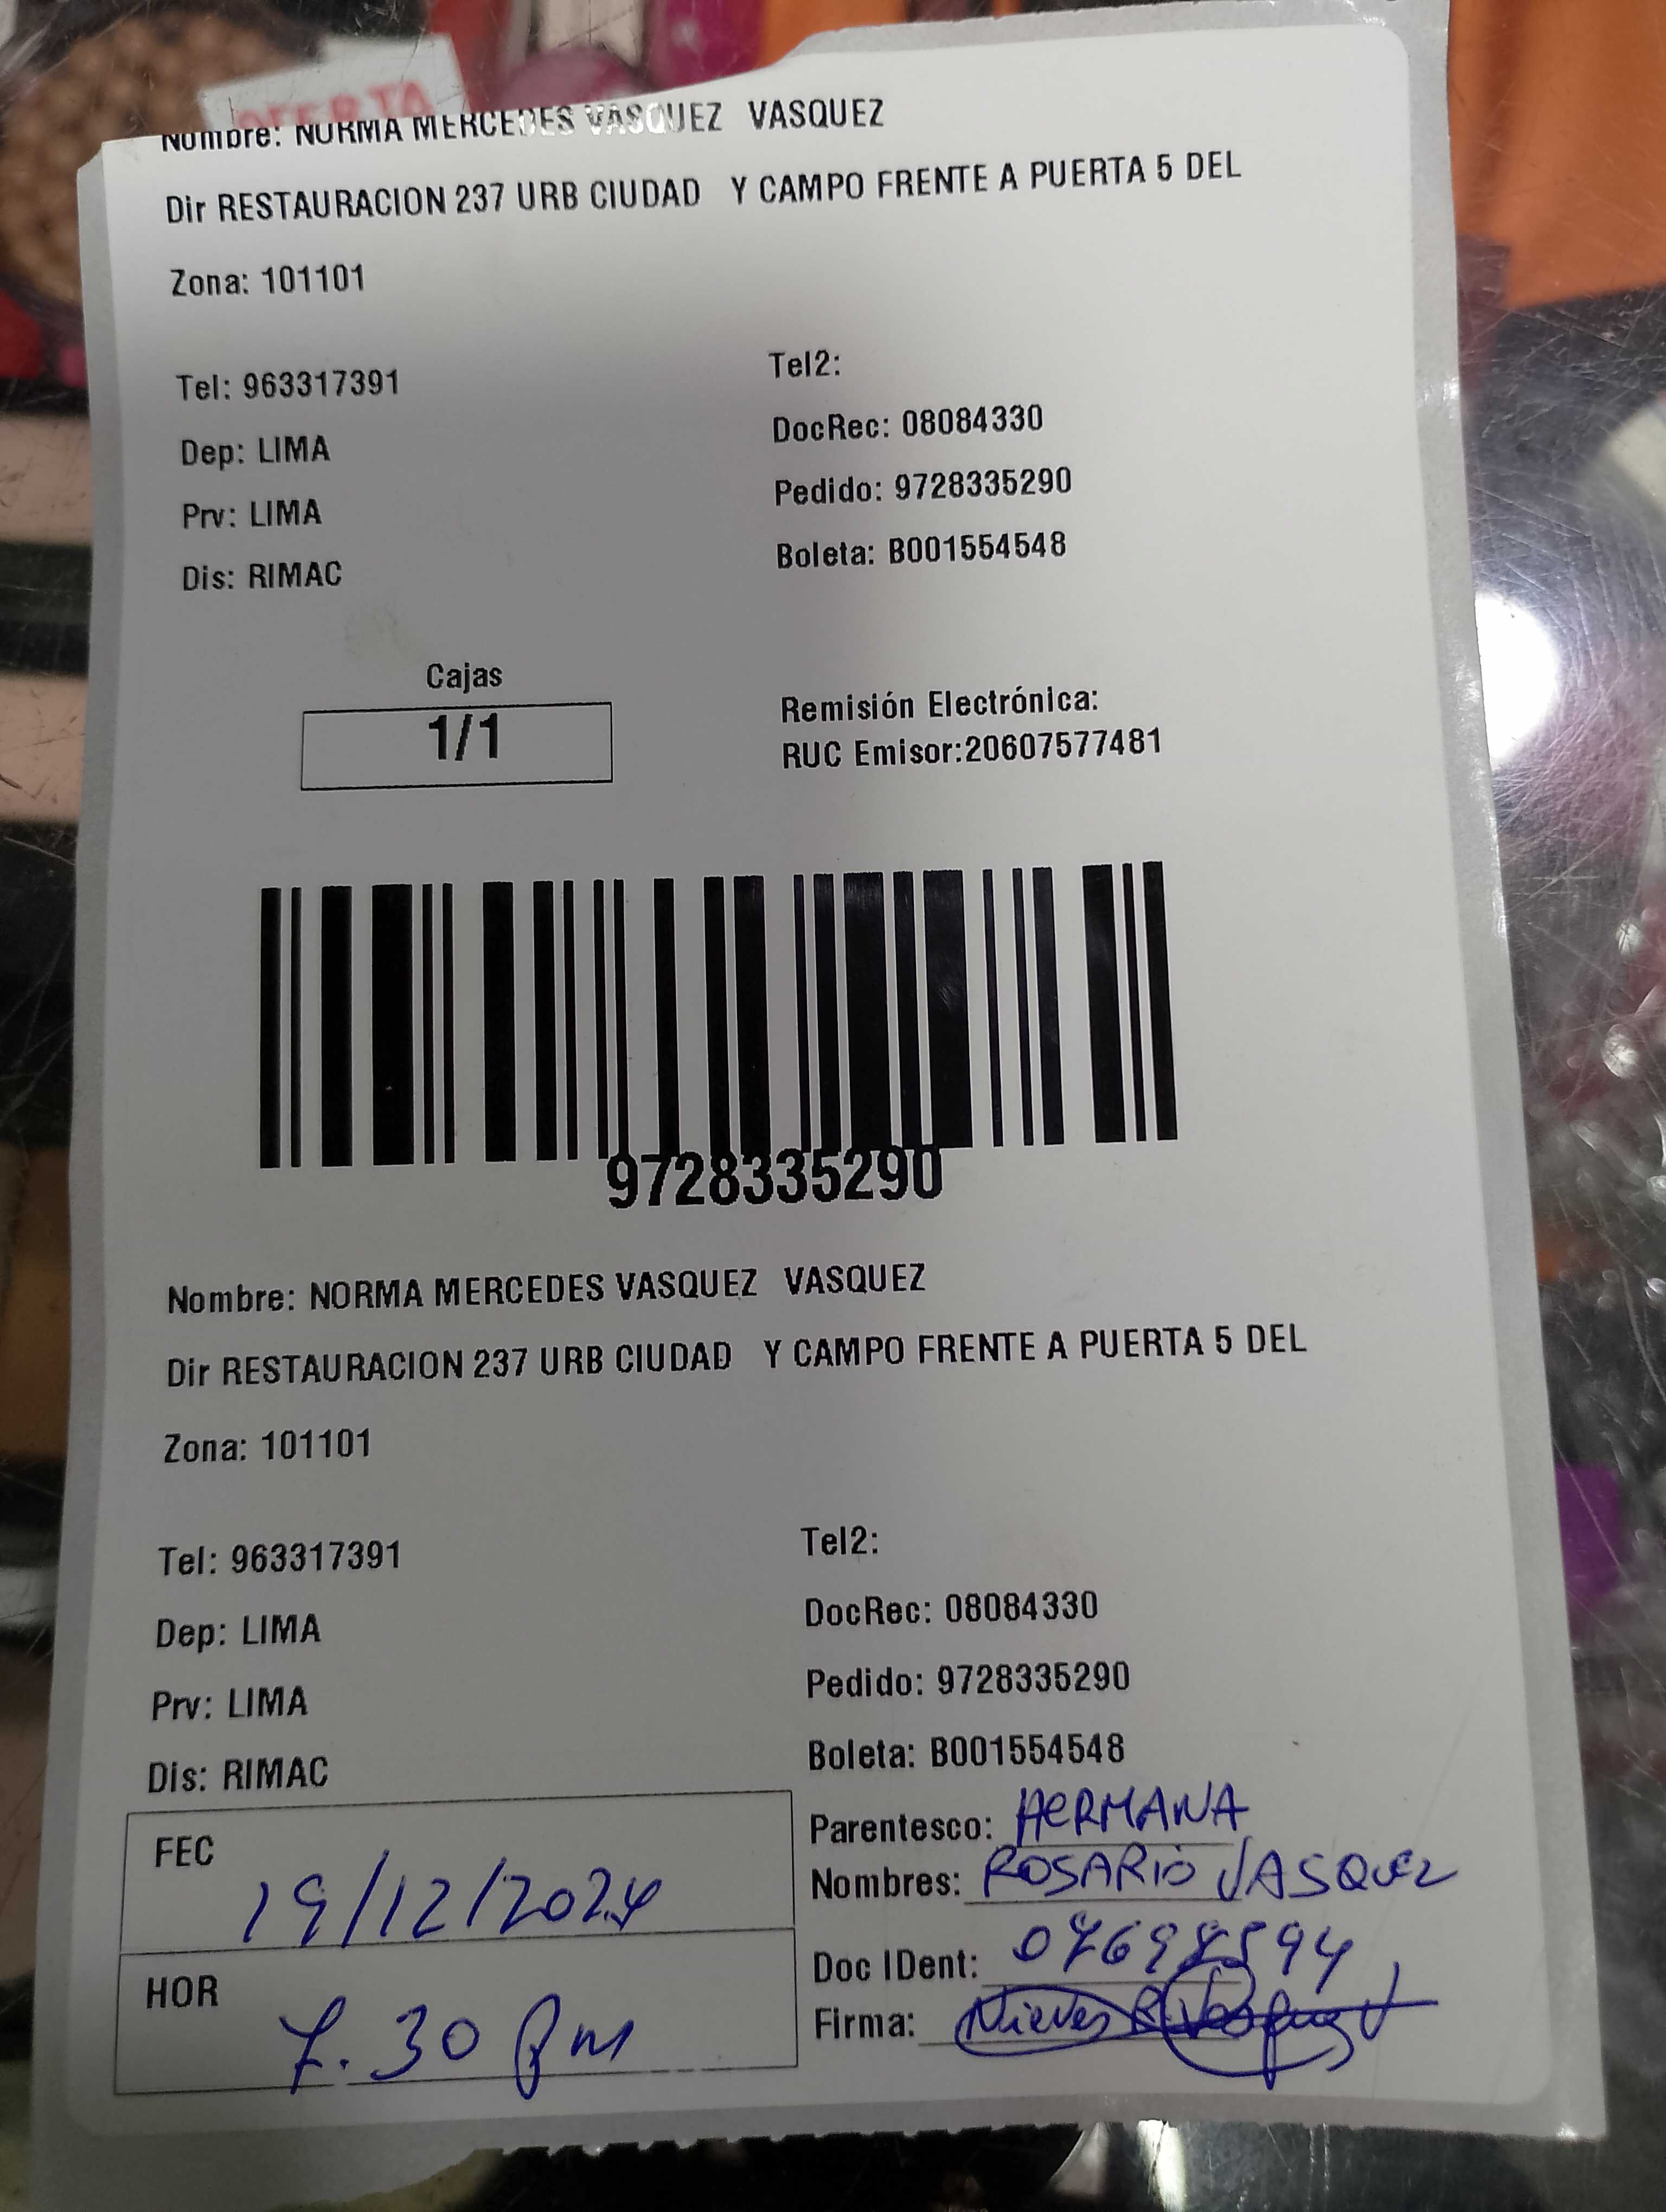 OFERTA
Nombre: NORMA MERCEDES VASQUEZ VASQUEZ
Dir RESTAURACION 237 URB CIUDAD Y CAMPO FRENTE A PUERTA 5 DEL
Zona: 101101
Tel: 963317391 Tel2:
Dep: LIMA DocRec: 08084330
Prv: LIMA Pedido: 9728335290
Dis: RIMAC Boleta: B001554548
Cajas
1/1
Remisión Electrónica:
RUC Emisor:20607577481
9728335290
Nombre: NORMA MERCEDES VASQUEZ VASQUEZ
Dir RESTAURACION 237 URB CIUDAD Y CAMPO FRENTE A PUERTA 5 DEL
Zona: 101101
Tel: 963317391 Tel2:
Dep: LIMA DocRec: 08084330
Prv: LIMA Pedido: 9728335290
Dis: RIMAC Boleta: B001554548
FEC 19/12/2024
HOR 7.30 pm
Parentesco: HERMANA
Nombres: ROSARIO VASQUEZ
Doc IDent:
Firma: Nieves R Vasquez